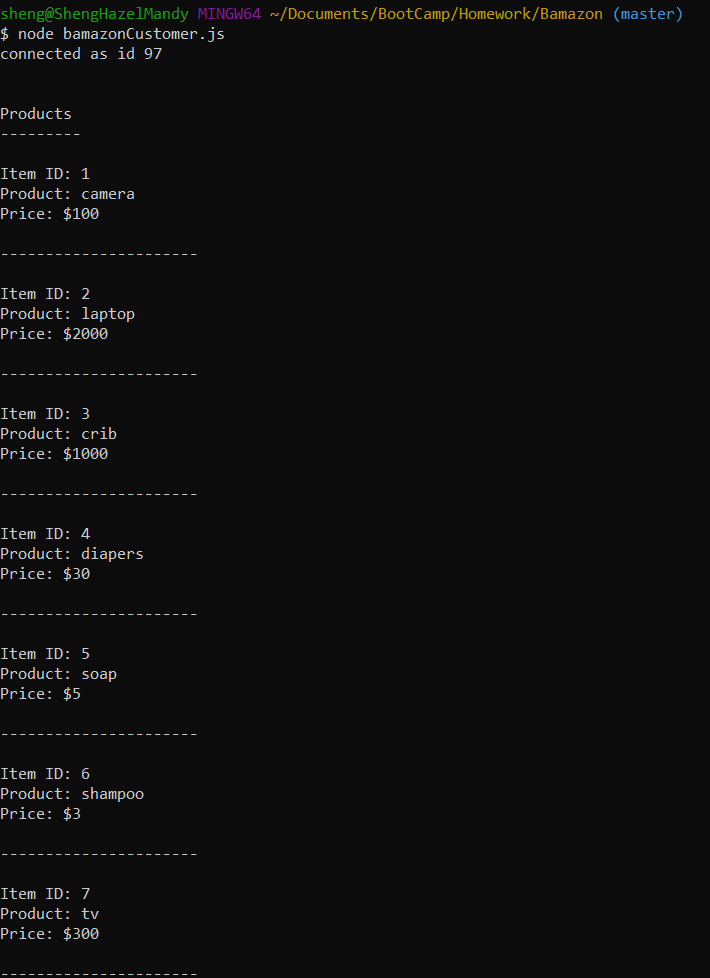 sheng@ShengHazelMandy MINGW64 ~/Documents/BootCamp/Homework/Bamazon (master)
$ node bamazonCustomer.js
connected as id 97
Products
---------
Item ID: 1
Product: camera
Price: $100
----------------------
Item ID: 2
Product: laptop
Price: $2000
----------------------
Item ID: 3
Product: crib
Price: $1000
----------------------
Item ID: 4
Product: diapers
Price: $30
----------------------
Item ID: 5
Product: soap
Price: $5
----------------------
Item ID: 6
Product: shampoo
Price: $3
----------------------
Item ID: 7
Product: tv
Price: $300
----------------------